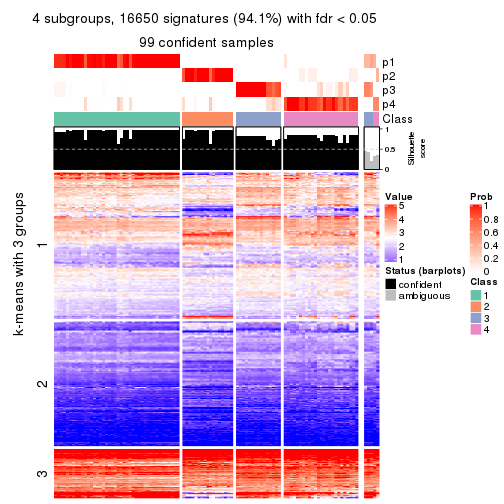 4 subgroups, 16650 signatures (94.1%) with fdr < 0.05
99 confident samples
p1
p2
p3
p4
Class
1
0.5
0
Silhouette
score
k-means with 3 groups
1
2
3
Value
5
4
3
2
1
Status (barplots)
confident
ambiguous
Prob
1
0.8
0.6
0.4
0.2
0
Class
1
2
3
4